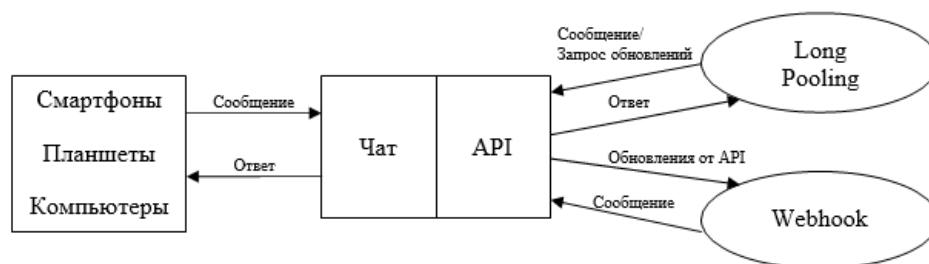 Смартфоны
Планшеты
Компьютеры
Сообщение
Ответ
Чат
API
Сообщение/
Запрос обновлений
Ответ
Обновления от API
Сообщение
Long
Pooling
Webhook